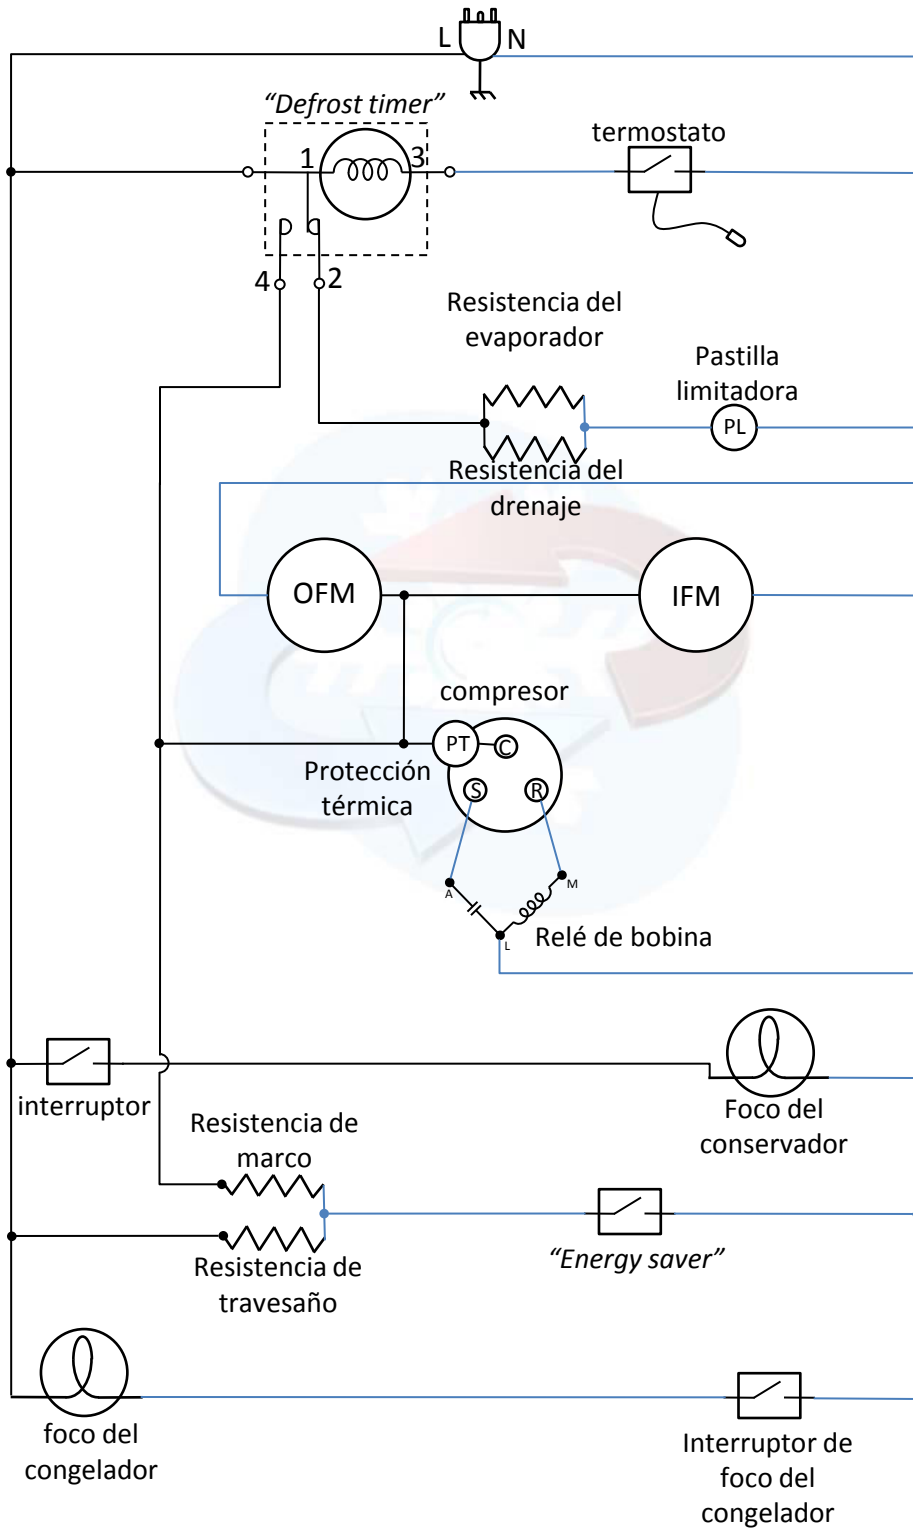 L N
“Defrost timer”
termostato
1 3
4 2
Resistencia del
evaporador
Pastilla
limitadora
PL
Resistencia del
drenaje
OFM
IFM
compresor
PT
C
Protección
térmica
S R
A
M
L
Relé de bobina
interruptor
Foco del
conservador
Resistencia de
marco
Resistencia de
travesaño
“Energy saver”
foco del
congelador
Interruptor de
foco del
congelador